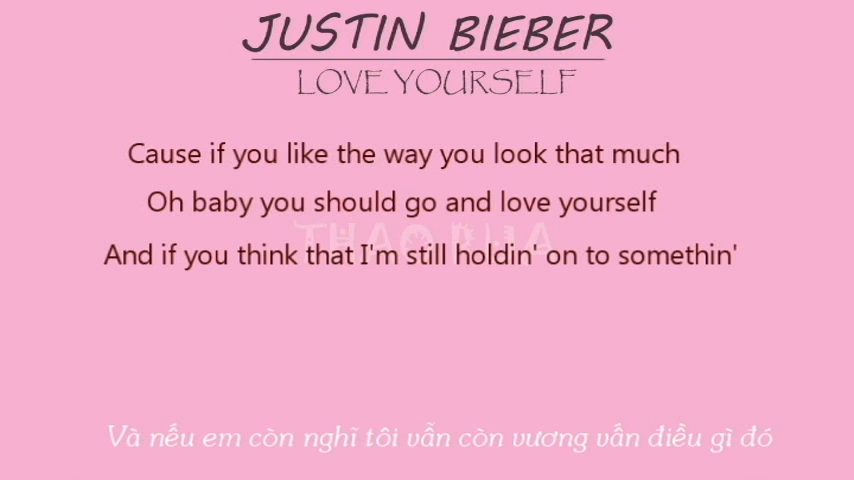 JUSTIN BIEBER
LOVE YOURSELF
Cause if you like the way you look that much
Oh baby you should go and love yourself
And if you think that I'm still holdin' on to somethin'
Và nếu em còn nghĩ tôi vẫn còn vương vấn điều gì đó